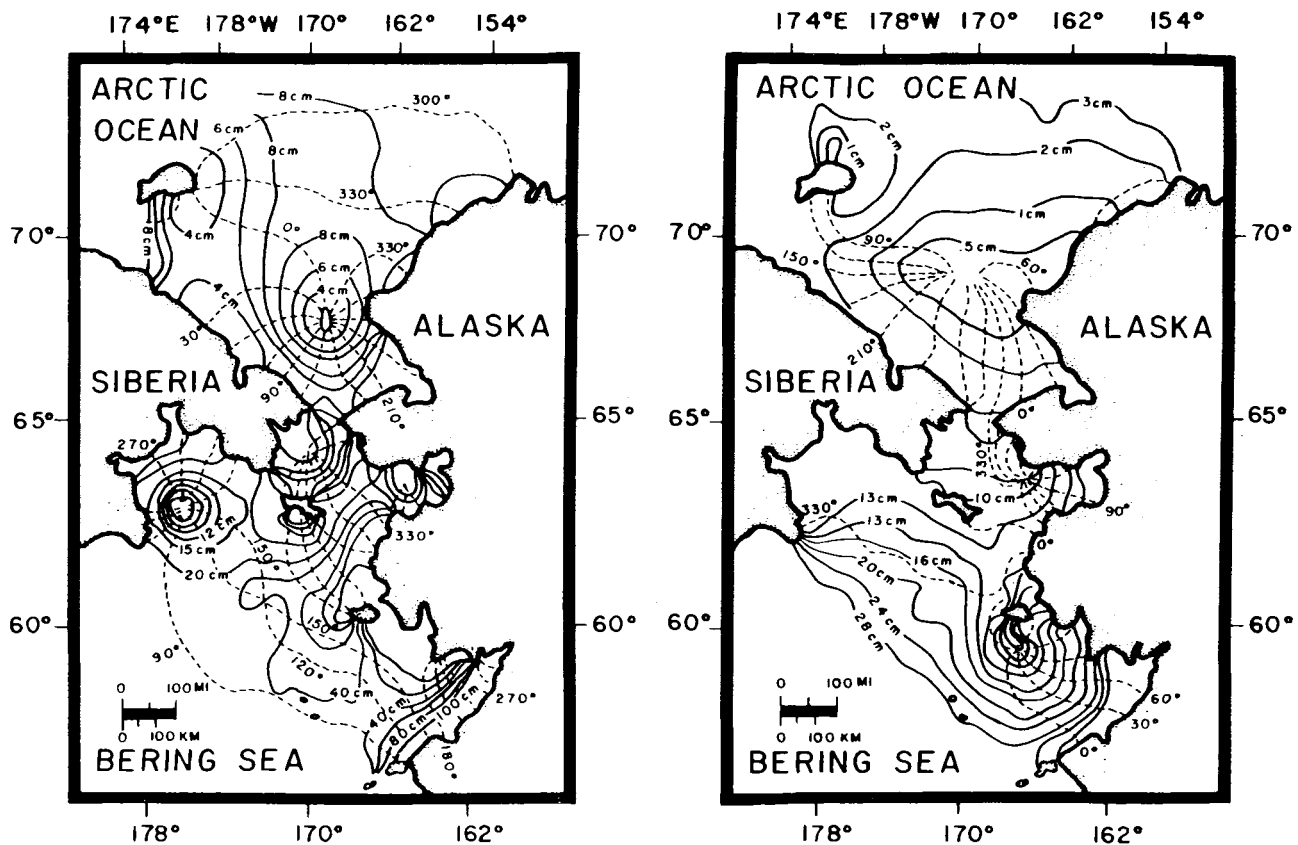 174°E 178°W 170° 162° 154°
ARCTIC
OCEAN
8cm
300°
6cm
8cm
330°
4cm
8cm
0°
8cm
330°
6cm
4cm
4cm
30°
ALASKA
SIBERIA
90°
210°
270°
12cm
15cm
20cm
150°
330°
150°
90°
120°
40cm
40cm
80cm
100cm
270°
180°
0 100 MI
0 100 KM
BERING SEA
70°
65°
60°
178° 170° 162°
174°E 178°W 170° 162° 154°
ARCTIC OCEAN
3cm
2cm
1cm
2cm
1cm
90°
150°
5cm
60°
ALASKA
210°
SIBERIA
0°
330°
10cm
90°
13cm
330°
13cm
0°
16cm
20cm
24cm
28cm
60°
30°
0°
0 100 MI
0 100 KM
BERING SEA
70° 70°
65° 65°
60° 60°
178° 170° 162°